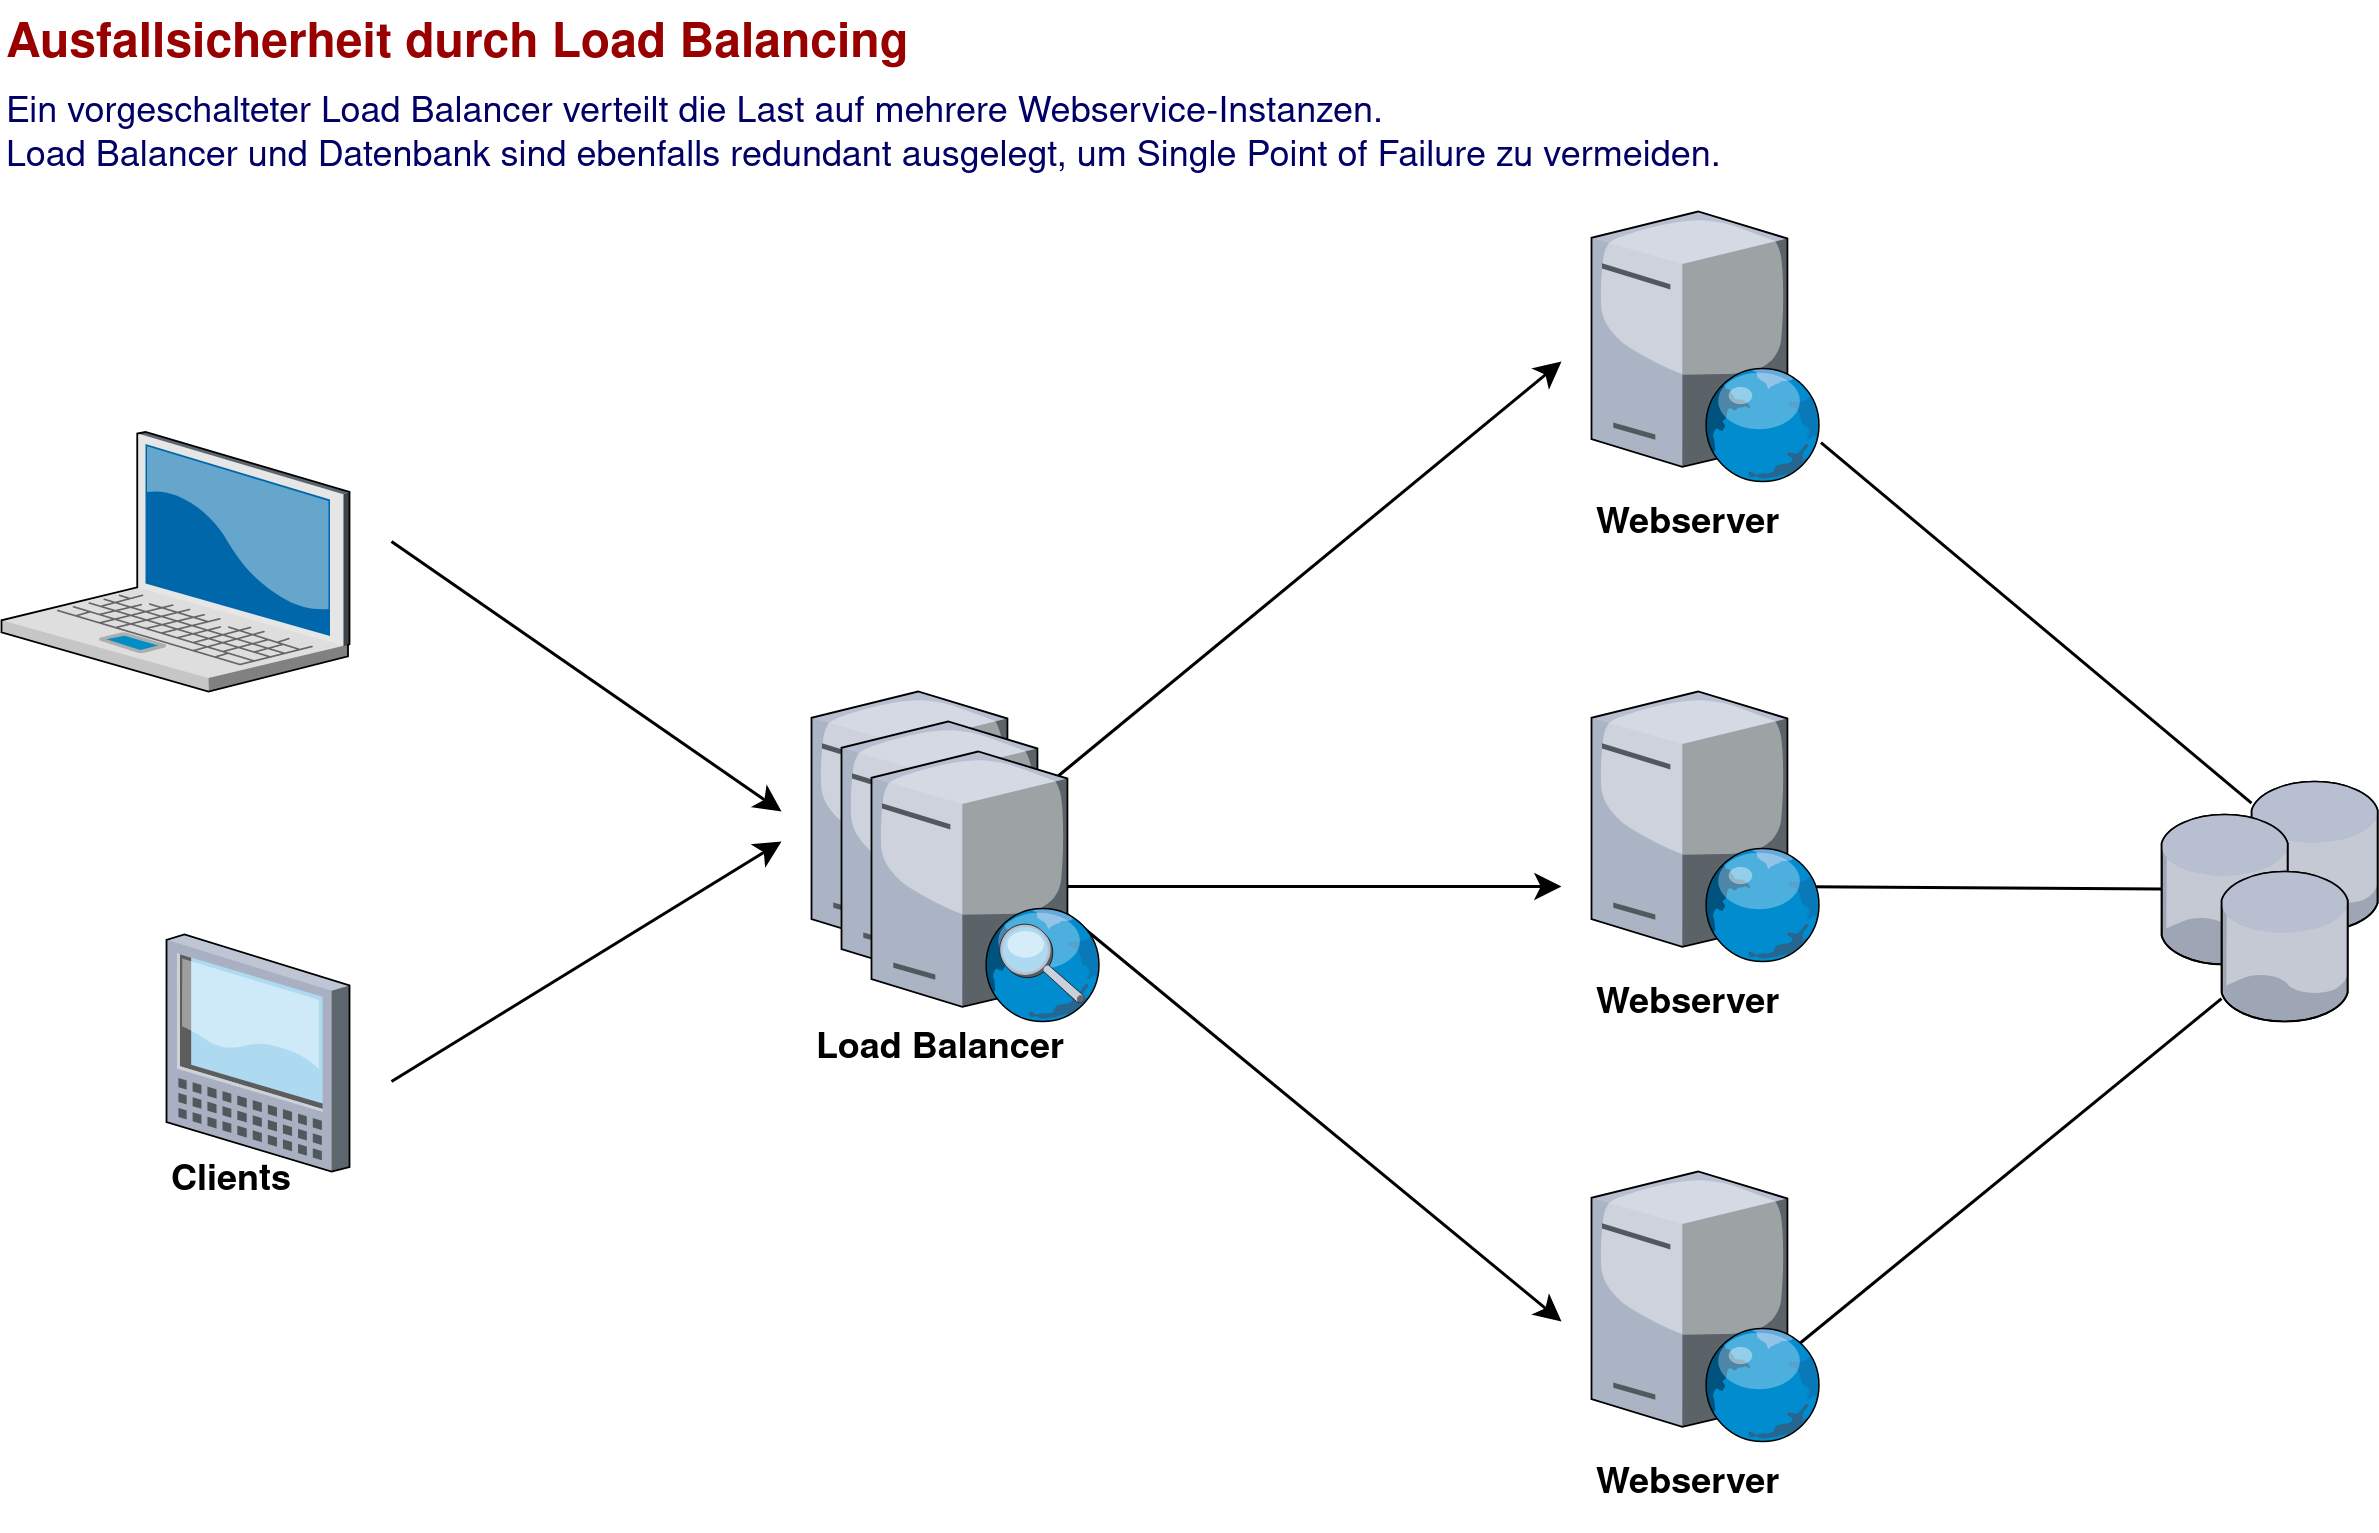 Ausfallsicherheit durch Load Balancing
Ein vorgeschalteter Load Balancer verteilt die Last auf mehrere Webservice-Instanzen.
Load Balancer und Datenbank sind ebenfalls redundant ausgelegt, um Single Point of Failure zu vermeiden.
Webserver
Webserver
Load Balancer
Clients
Webserver